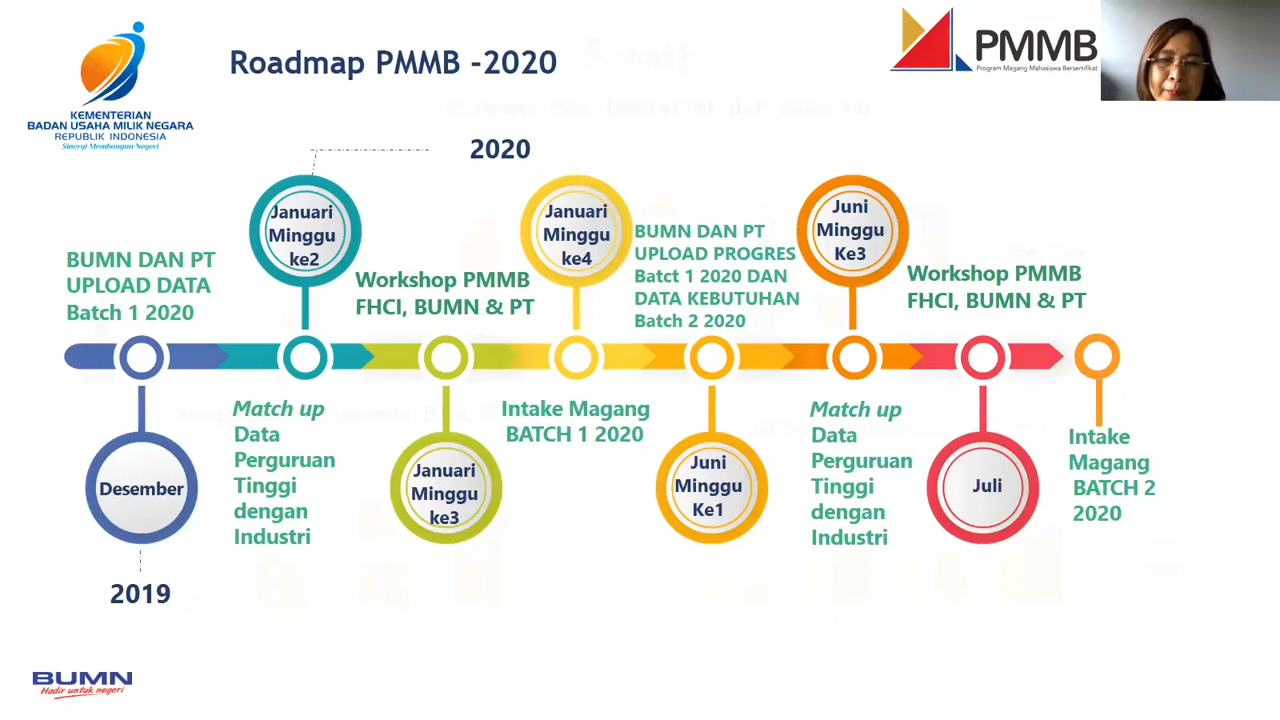 KEMENTERIAN
BADAN USAHA MILIK NEGARA
REPUBLIK INDONESIA
Sinergi Membangun Negeri
Roadmap PMMB -2020
PMMB
Program Magang Mahasiswa Bersertifikat
2020
BUMN DAN PT
UPLOAD DATA
Batch 1 2020
Januari
Minggu
ke2
Workshop PMMB
FHCI, BUMN & PT
Januari
Minggu
ke4
BUMN DAN PT
UPLOAD PROGRES
Batct 1 2020 DAN
DATA KEBUTUHAN
Batch 2 2020
Juni
Minggu
Ke3
Workshop PMMB
FHCI, BUMN & PT
Desember
2019
Match up
Data
Perguruan
Tinggi
dengan
Industri
Januari
Minggu
ke3
Intake Magang
BATCH 1 2020
Juni
Minggu
Ke1
Match up
Data
Perguruan
Tinggi
dengan
Industri
Juli
Intake
Magang
BATCH 2
2020
BUMN
Hadir untuk negeri